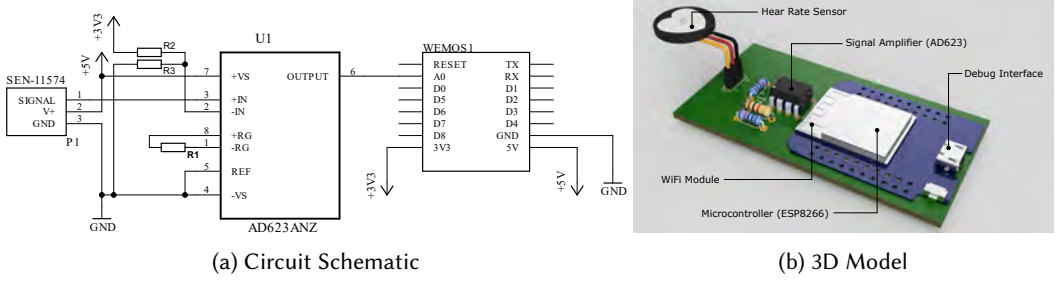 +3V3
+5V
R2
R3
U1
SEN-11574
SIGNAL 1
V+ 2
GND 3
P1
7 +VS OUTPUT 6
3 +IN
2 -IN
8 +RG
1 -RG
R1
5 REF
4 -VS
GND
AD623ANZ
WEMOS1
RESET TX
A0 RX
D0 D1
D5 D2
D6 D3
D7 D4
D8 GND
3V3 5V
+3V3
+5V
GND
(a) Circuit Schematic
Hear Rate Sensor
Signal Amplifier (AD623)
Debug Interface
WiFi Module
Microcontroller (ESP8266)
(b) 3D Model